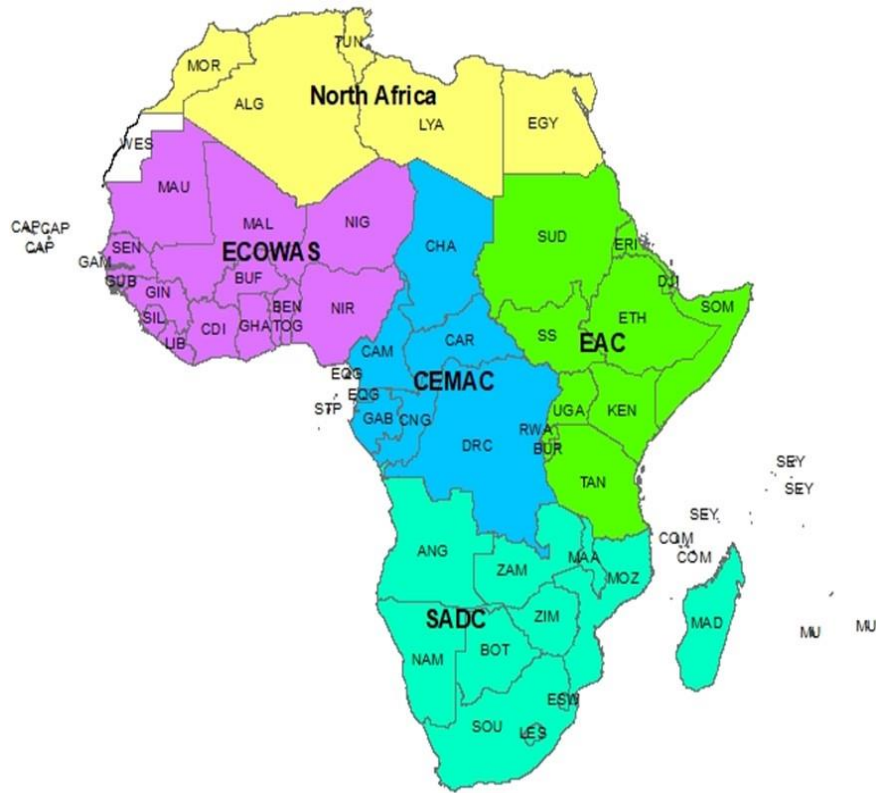 TUN
MOR
North Africa
ALG
LYA
EGY
WES
MAU
MAL
NIG
CHA
SUD
ERI
CAP
CAP
CAP
SEN
ECOWAS
GAM
GUB
BUF
GIN
BEN
NIR
DJI
SOM
ETH
SIL
CDI
GHA
TOG
LIB
SS
EAC
CAR
CAM
EQG
CEMAC
EQG
STP
GAB
CNG
DRC
UGA
KEN
RWA
BUR
TAN
SEY
SEY
SEY
COM
COM
ANG
MAA
ZAM
MOZ
SADC
ZIM
MAD
MU
MU
NAM
BOT
ESW
SOU
LES